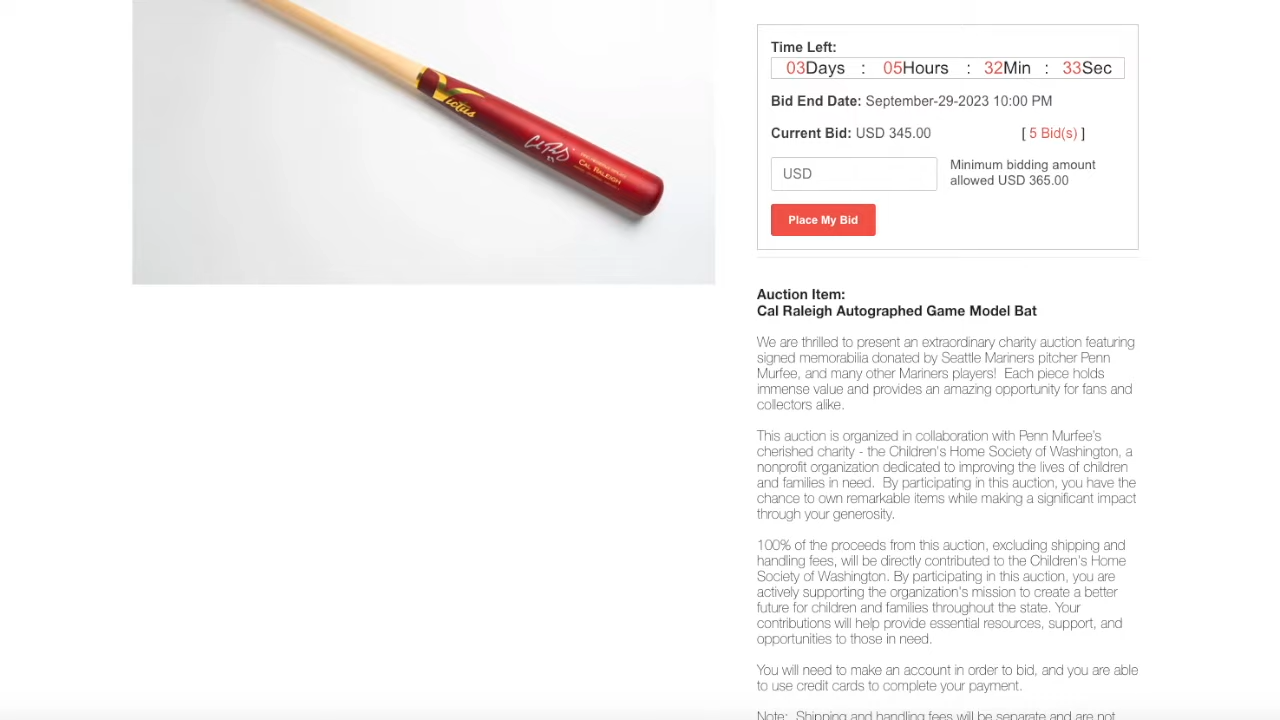 Victus
CAL RALEIGH
Time Left:
03Days : 05Hours : 32Min : 33Sec
Bid End Date: September-29-2023 10:00 PM
Current Bid: USD 345.00 [ 5 Bid(s) ]
USD
Minimum bidding amount
allowed USD 365.00
Place My Bid
Auction Item:
Cal Raleigh Autographed Game Model Bat
We are thrilled to present an extraordinary charity auction featuring
signed memorabilia donated by Seattle Mariners pitcher Penn
Murfee, and many other Mariners players!  Each piece holds
immense value and provides an amazing opportunity for fans and
collectors alike.
This auction is organized in collaboration with Penn Murfee's
cherished charity - the Children's Home Society of Washington, a
nonprofit organization dedicated to improving the lives of children
and families in need.  By participating in this auction, you have the
chance to own remarkable items while making a significant impact
through your generosity.
100% of the proceeds from this auction, excluding shipping and
handling fees, will be directly contributed to the Children's Home
Society of Washington. By participating in this auction, you are
actively supporting the organization's mission to create a better
future for children and families throughout the state. Your
contributions will help provide essential resources, support, and
opportunities to those in need.
You will need to make an account in order to bid, and you are able
to use credit cards to complete your payment.
Note:  Shipping and handling fees will be separate and are not